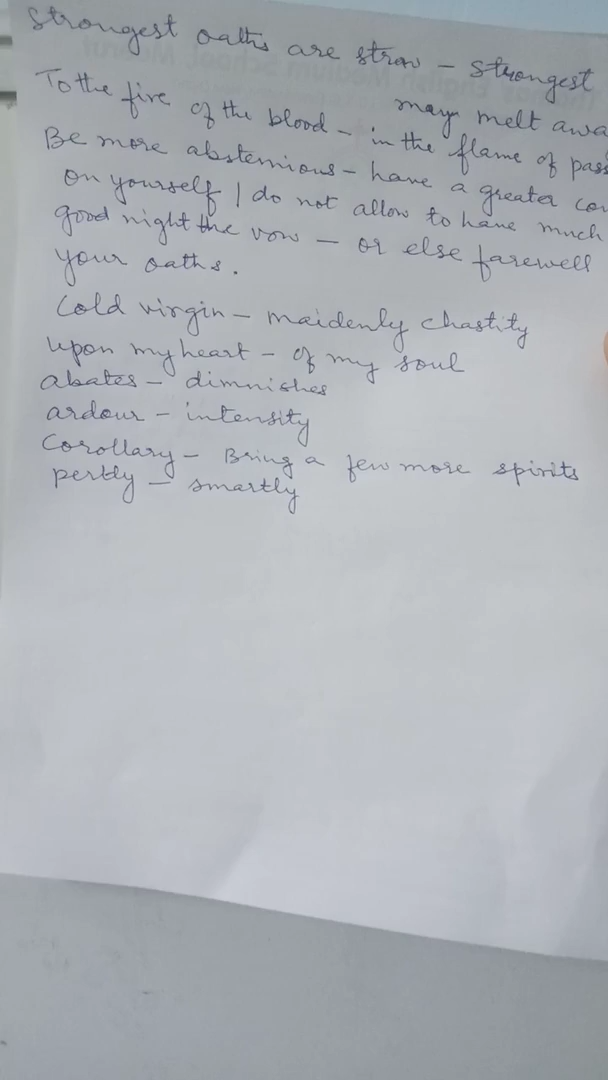 Strongest oaths are straw - Strongest
may melt awa
To the fire of the blood - in the flame of pass
Be more abstemious - have a greater con
on yourself / do not allow to have much
good night the vow - or else farewell
your oaths.
Cold virgin - maidenly chastity
Upon my heart - of my soul
abates - dimnishes
ardour - intensity
Corollary - Bring a few more spirits
pertly - smartly